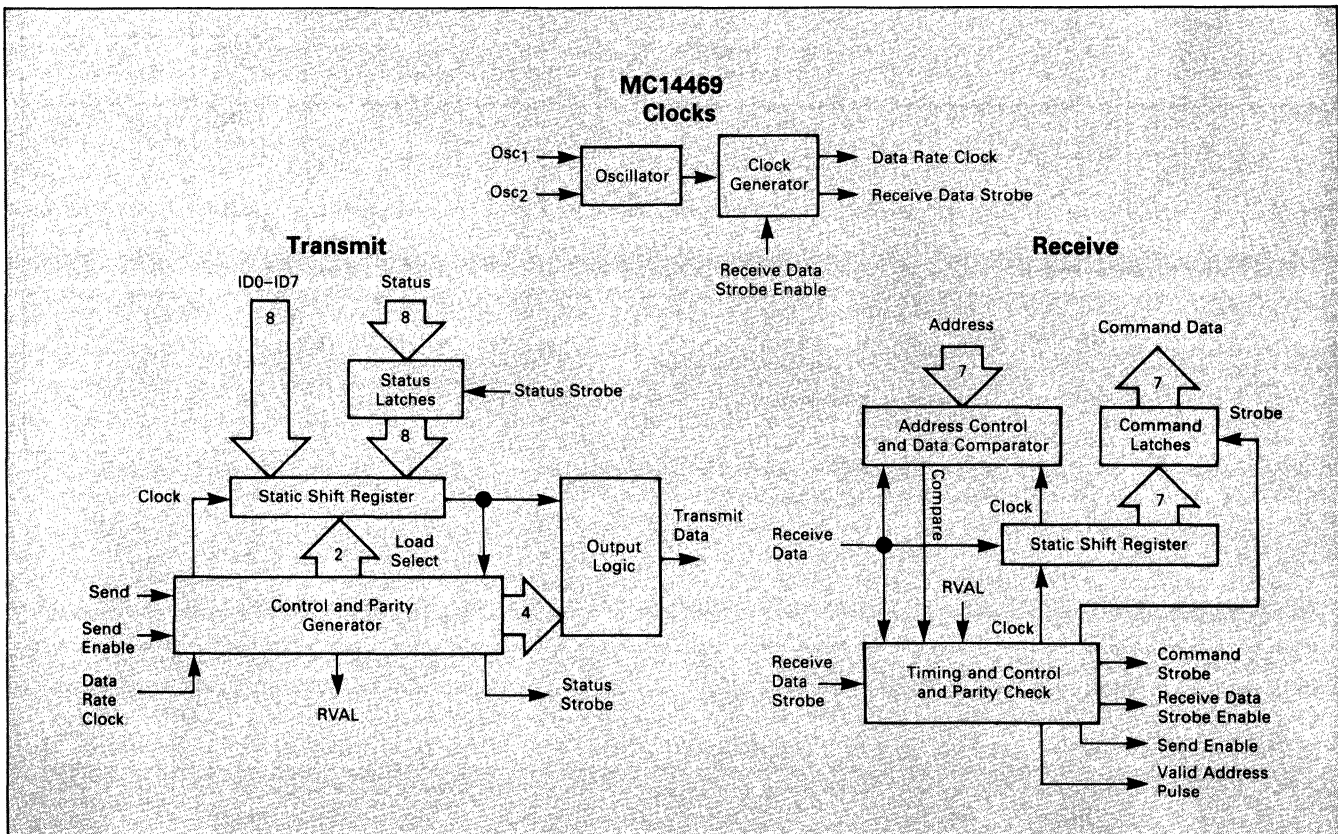 MC14469
Clocks
Osc1
Osc2
Oscillator
Clock
Generator
Data Rate Clock
Receive Data Strobe
Receive Data
Strobe Enable
Transmit
ID0–ID7
8
Status
8
Status
Latches
Status Strobe
8
Clock
Static Shift Register
2
Load
Select
Output
Logic
Transmit
Data
Send
Send
Enable
Control and Parity
Generator
4
Data
Rate
Clock
RVAL
Status
Strobe
Receive
Address
7
Command Data
7
Address Control
and Data Comparator
Command
Latches
Strobe
Compare
Clock
7
Receive
Data
Static Shift Register
RVAL
Clock
Receive
Data
Strobe
Timing and Control
and Parity Check
Command
Strobe
Receive Data
Strobe Enable
Send Enable
Valid Address
Pulse